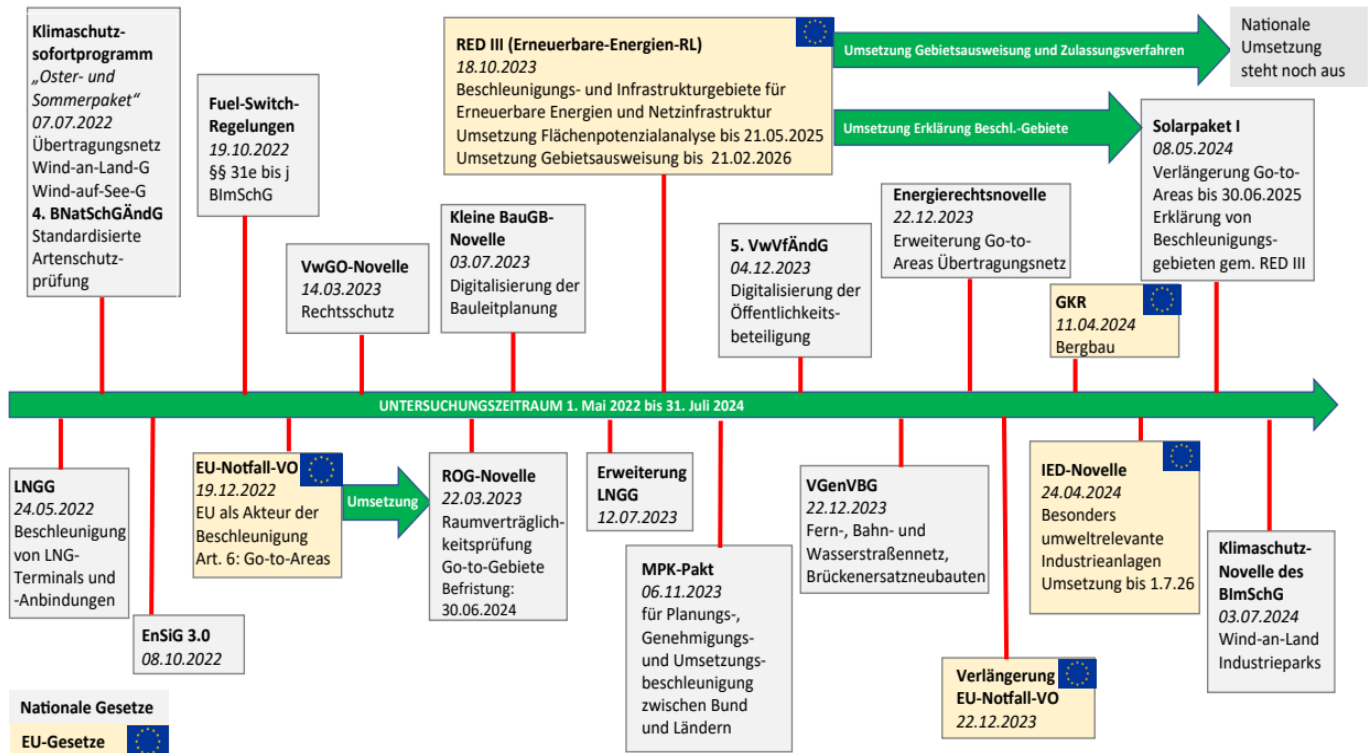 Klimaschutz-
sofortprogramm
„Oster- und
Sommerpaket“
07.07.2022
Übertragungsnetz
Wind-an-Land-G
Wind-auf-See-G
4. BNatSchGÄndG
Standardisierte
Artenschutz-
prüfung
Fuel-Switch-
Regelungen
19.10.2022
§§ 31e bis j
BImSchG
VwGO-Novelle
14.03.2023
Rechtsschutz
Kleine BauGB-
Novelle
03.07.2023
Digitalisierung der
Bauleitplanung
RED III (Erneuerbare-Energien-RL)
18.10.2023
Beschleunigungs- und Infrastrukturgebiete für
Erneuerbare Energien und Netzinfrastruktur
Umsetzung Flächenpotenzialanalyse bis 21.05.2025
Umsetzung Gebietsausweisung bis 21.02.2026
Umsetzung Gebietsausweisung und Zulassungsverfahren
Nationale
Umsetzung
steht noch aus
Umsetzung Erklärung Beschl.-Gebiete
5. VwVfÄndG
04.12.2023
Digitalisierung der
Öffentlichkeits-
beteiligung
Energierechtsnovelle
22.12.2023
Erweiterung Go-to-
Areas Übertragungsnetz
GKR
11.04.2024
Bergbau
Solarpaket I
08.05.2024
Verlängerung Go-to-
Areas bis 30.06.2025
Erklärung von
Beschleunigungs-
gebieten gem. RED III
UNTERSUCHUNGSZEITRAUM 1. Mai 2022 bis 31. Juli 2024
LNGG
24.05.2022
Beschleunigung
von LNG-
Terminals und
-Anbindungen
EnSiG 3.0
08.10.2022
EU-Notfall-VO
19.12.2022
EU als Akteur der
Beschleunigung
Art. 6: Go-to-Areas
Umsetzung
ROG-Novelle
22.03.2023
Raumverträglich-
keitsprüfung
Go-to-Gebiete
Befristung:
30.06.2024
Erweiterung
LNGG
12.07.2023
MPK-Pakt
06.11.2023
für Planungs-,
Genehmigungs-
und Umsetzungs-
beschleunigung
zwischen Bund
und Ländern
VGenVBG
22.12.2023
Fern-, Bahn- und
Wasserstraßennetz,
Brückenersatzneubauten
Verlängerung
EU-Notfall-VO
22.12.2023
IED-Novelle
24.04.2024
Besonders
umweltrelevante
Industrieanlagen
Umsetzung bis 1.7.26
Klimaschutz-
Novelle des
BImSchG
03.07.2024
Wind-an-Land
Industrieparks
Nationale Gesetze
EU-Gesetze